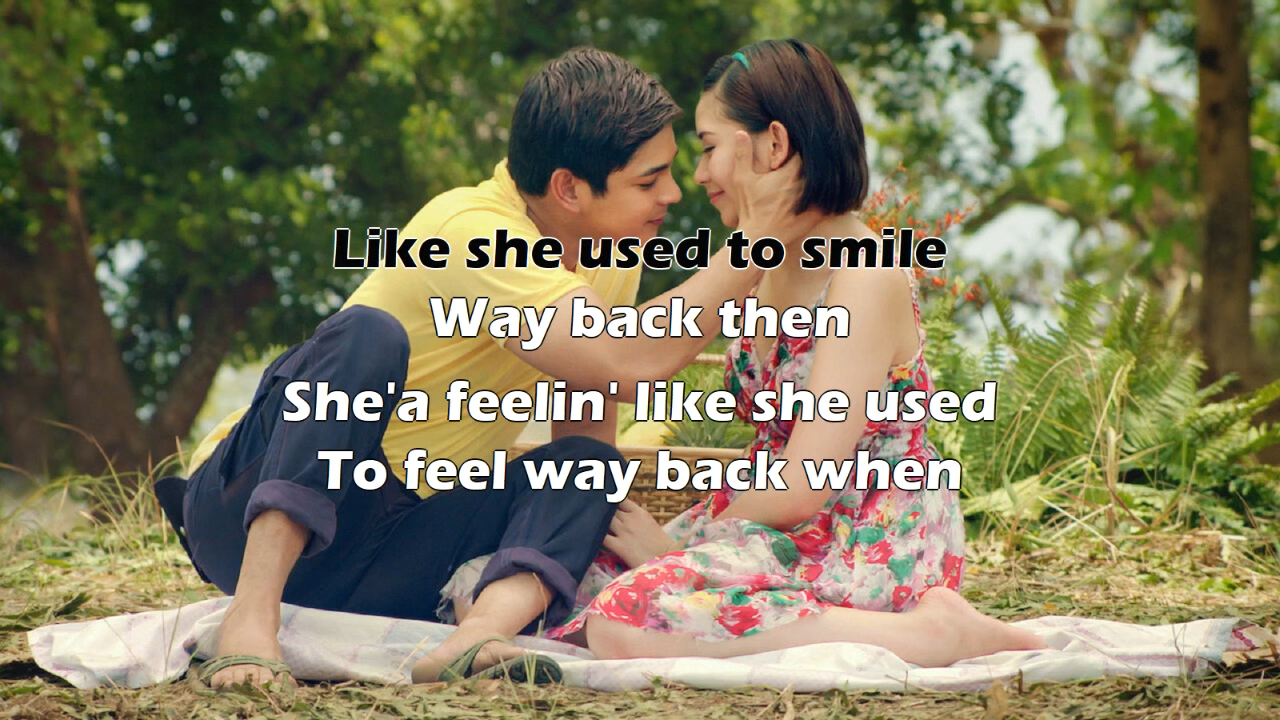 Like she used to smile
Way back then
She'a feelin' like she used
To feel way back when